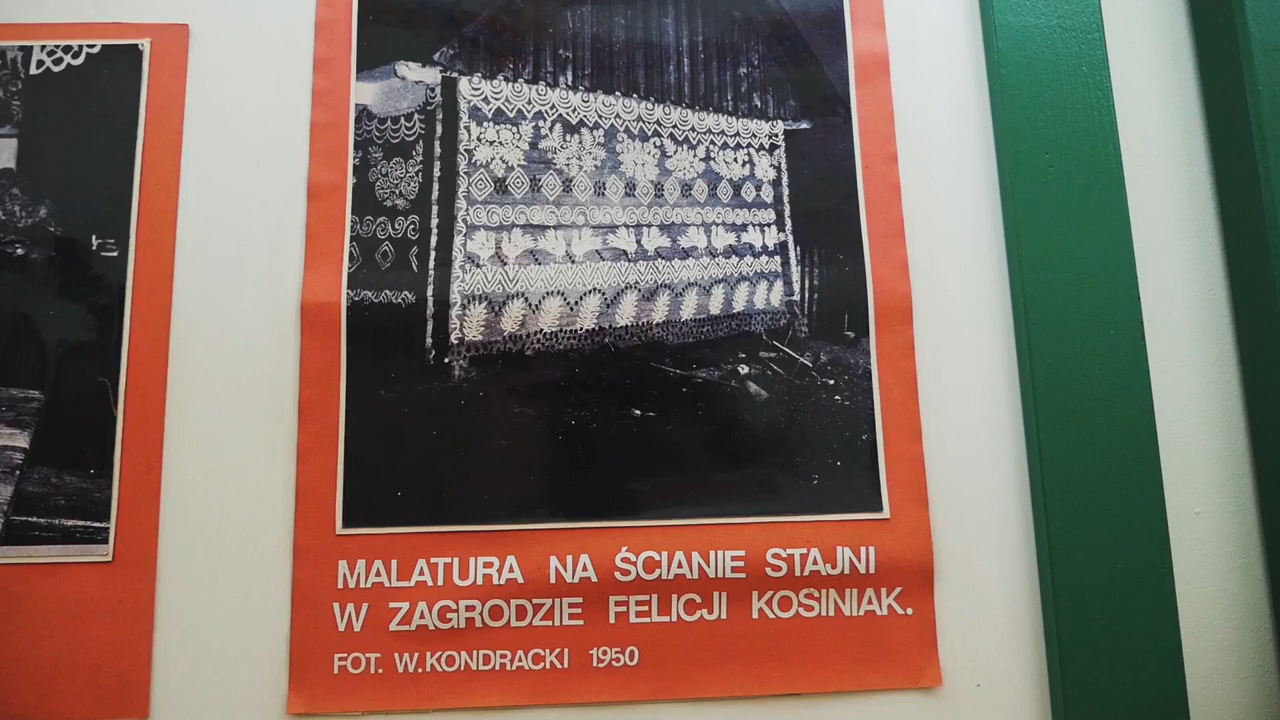 MALATURA NA ŚCIANIE STAJNI
W ZAGRODZIE FELICJI KOSINIAK.
FOT. W.KONDRACKI 1950